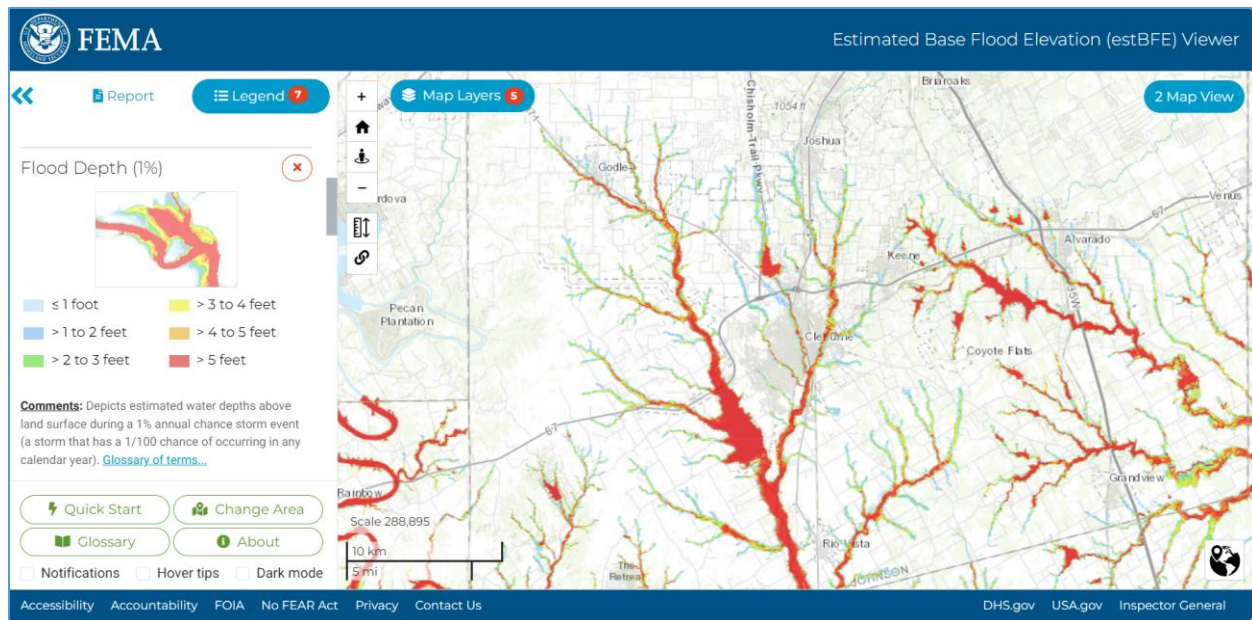 FEMA
Estimated Base Flood Elevation (estBFE) Viewer
Report
Legend 7
Flood Depth (1%)
≤ 1 foot
> 3 to 4 feet
> 1 to 2 feet
> 4 to 5 feet
> 2 to 3 feet
> 5 feet
Comments: Depicts estimated water depths above
land surface during a 1% annual chance storm event
(a storm that has a 1/100 chance of occurring in any
calendar year). Glossary of terms...
Quick Start
Change Area
Glossary
About
Notifications
Hover tips
Dark mode
+
−
Map Layers 5
2 Map View
Briaroaks
1054 ft
Chisholm Trail Pkwy
Joshua
Venus
67
Alvarado
Keene
35W
Pecan
Plantation
Coyote Flats
67
Grandview
Rainbow
Scale 288,895
10 km
5 mi
Rio Vista
The
Retreat
JOHNSON
Accessibility
Accountability
FOIA
No FEAR Act
Privacy
Contact Us
DHS.gov
USA.gov
Inspector General